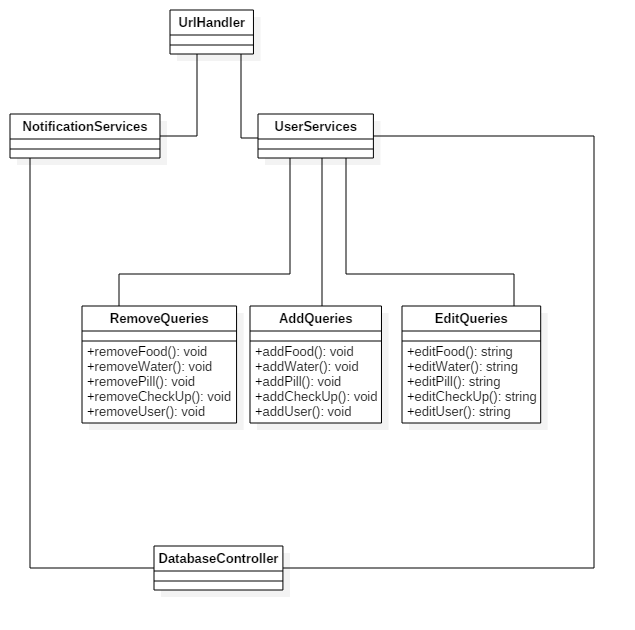 UrlHandler
NotificationServices
UserServices
RemoveQueries
+removeFood(): void
+removeWater(): void
+removePill(): void
+removeCheckUp(): void
+removeUser(): void
AddQueries
+addFood(): void
+addWater(): void
+addPill(): void
+addCheckUp(): void
+addUser(): void
EditQueries
+editFood(): string
+editWater(): string
+editPill(): string
+editCheckUp(): string
+editUser(): string
DatabaseController